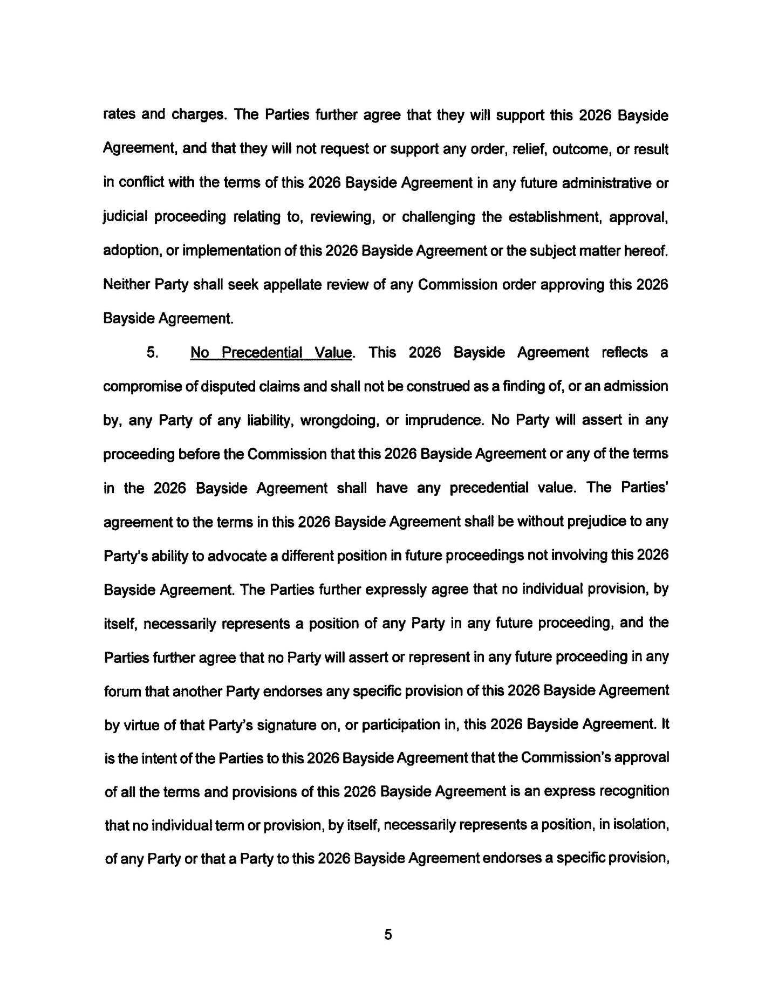 rates and charges. The Parties further agree that they will support this 2026 Bayside
Agreement, and that they will not request or support any order, relief, outcome, or result
in conflict with the terms of this 2026 Bayside Agreement in any future administrative or
judicial proceeding relating to, reviewing, or challenging the establishment, approval,
adoption, or implementation of this 2026 Bayside Agreement or the subject matter hereof.
Neither Party shall seek appellate review of any Commission order approving this 2026
Bayside Agreement.
5. No Precedential Value. This 2026 Bayside Agreement reflects a
compromise of disputed claims and shall not be construed as a finding of, or an admission
by, any Party of any liability, wrongdoing, or imprudence. No Party will assert in any
proceeding before the Commission that this 2026 Bayside Agreement or any of the terms
in the 2026 Bayside Agreement shall have any precedential value. The Parties'
agreement to the terms in this 2026 Bayside Agreement shall be without prejudice to any
Party's ability to advocate a different position in future proceedings not involving this 2026
Bayside Agreement. The Parties further expressly agree that no individual provision, by
itself, necessarily represents a position of any Party in any future proceeding, and the
Parties further agree that no Party will assert or represent in any future proceeding in any
forum that another Party endorses any specific provision of this 2026 Bayside Agreement
by virtue of that Party's signature on, or participation in, this 2026 Bayside Agreement. It
is the intent of the Parties to this 2026 Bayside Agreement that the Commission's approval
of all the terms and provisions of this 2026 Bayside Agreement is an express recognition
that no individual term or provision, by itself, necessarily represents a position, in isolation,
of any Party or that a Party to this 2026 Bayside Agreement endorses a specific provision,
5